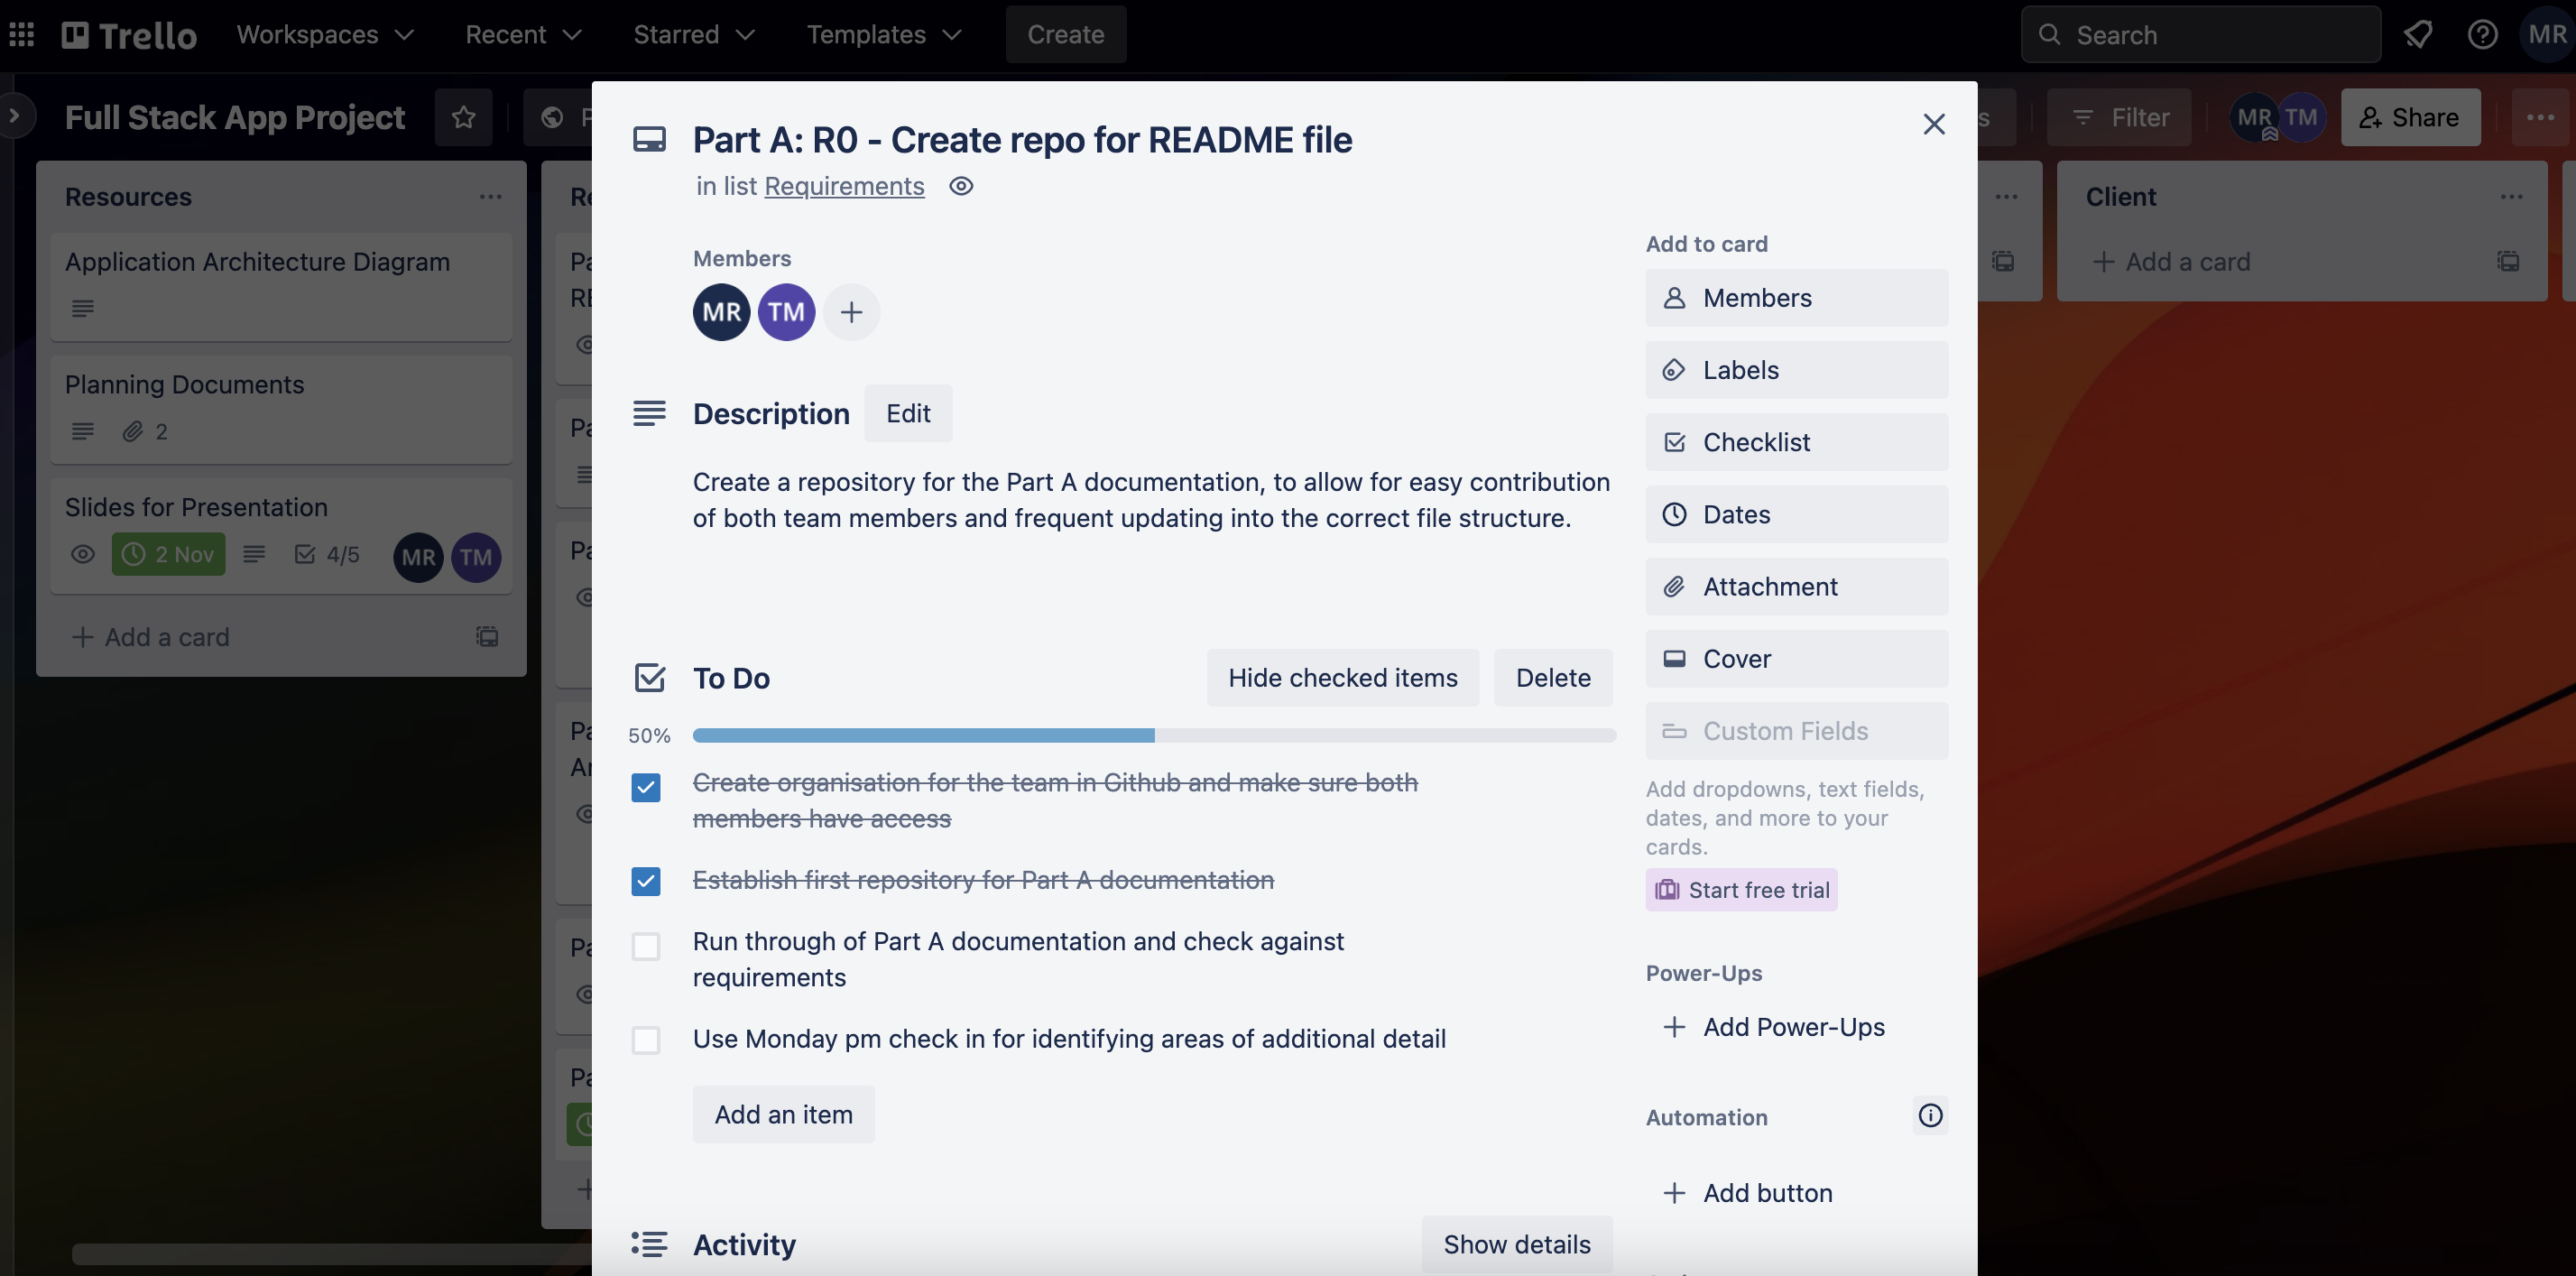 Trello
Workspaces
Recent
Starred
Templates
Create
Search
MR
Full Stack App Project
Filter
MR
TM
Share
Resources
Application Architecture Diagram
Planning Documents
2
Slides for Presentation
2 Nov
4/5
MR
TM
Add a card
Part A: R0 - Create repo for README file
in list Requirements
Members
MR
TM
Description
Edit
Create a repository for the Part A documentation, to allow for easy contribution
of both team members and frequent updating into the correct file structure.
To Do
Hide checked items
Delete
50%
Create organisation for the team in Github and make sure both
members have access
Establish first repository for Part A documentation
Run through of Part A documentation and check against
requirements
Use Monday pm check in for identifying areas of additional detail
Add an item
Activity
Show details
Add to card
Members
Labels
Checklist
Dates
Attachment
Cover
Custom Fields
Add dropdowns, text fields,
dates, and more to your
cards.
Start free trial
Power-Ups
Add Power-Ups
Automation
Add button
Client
Add a card